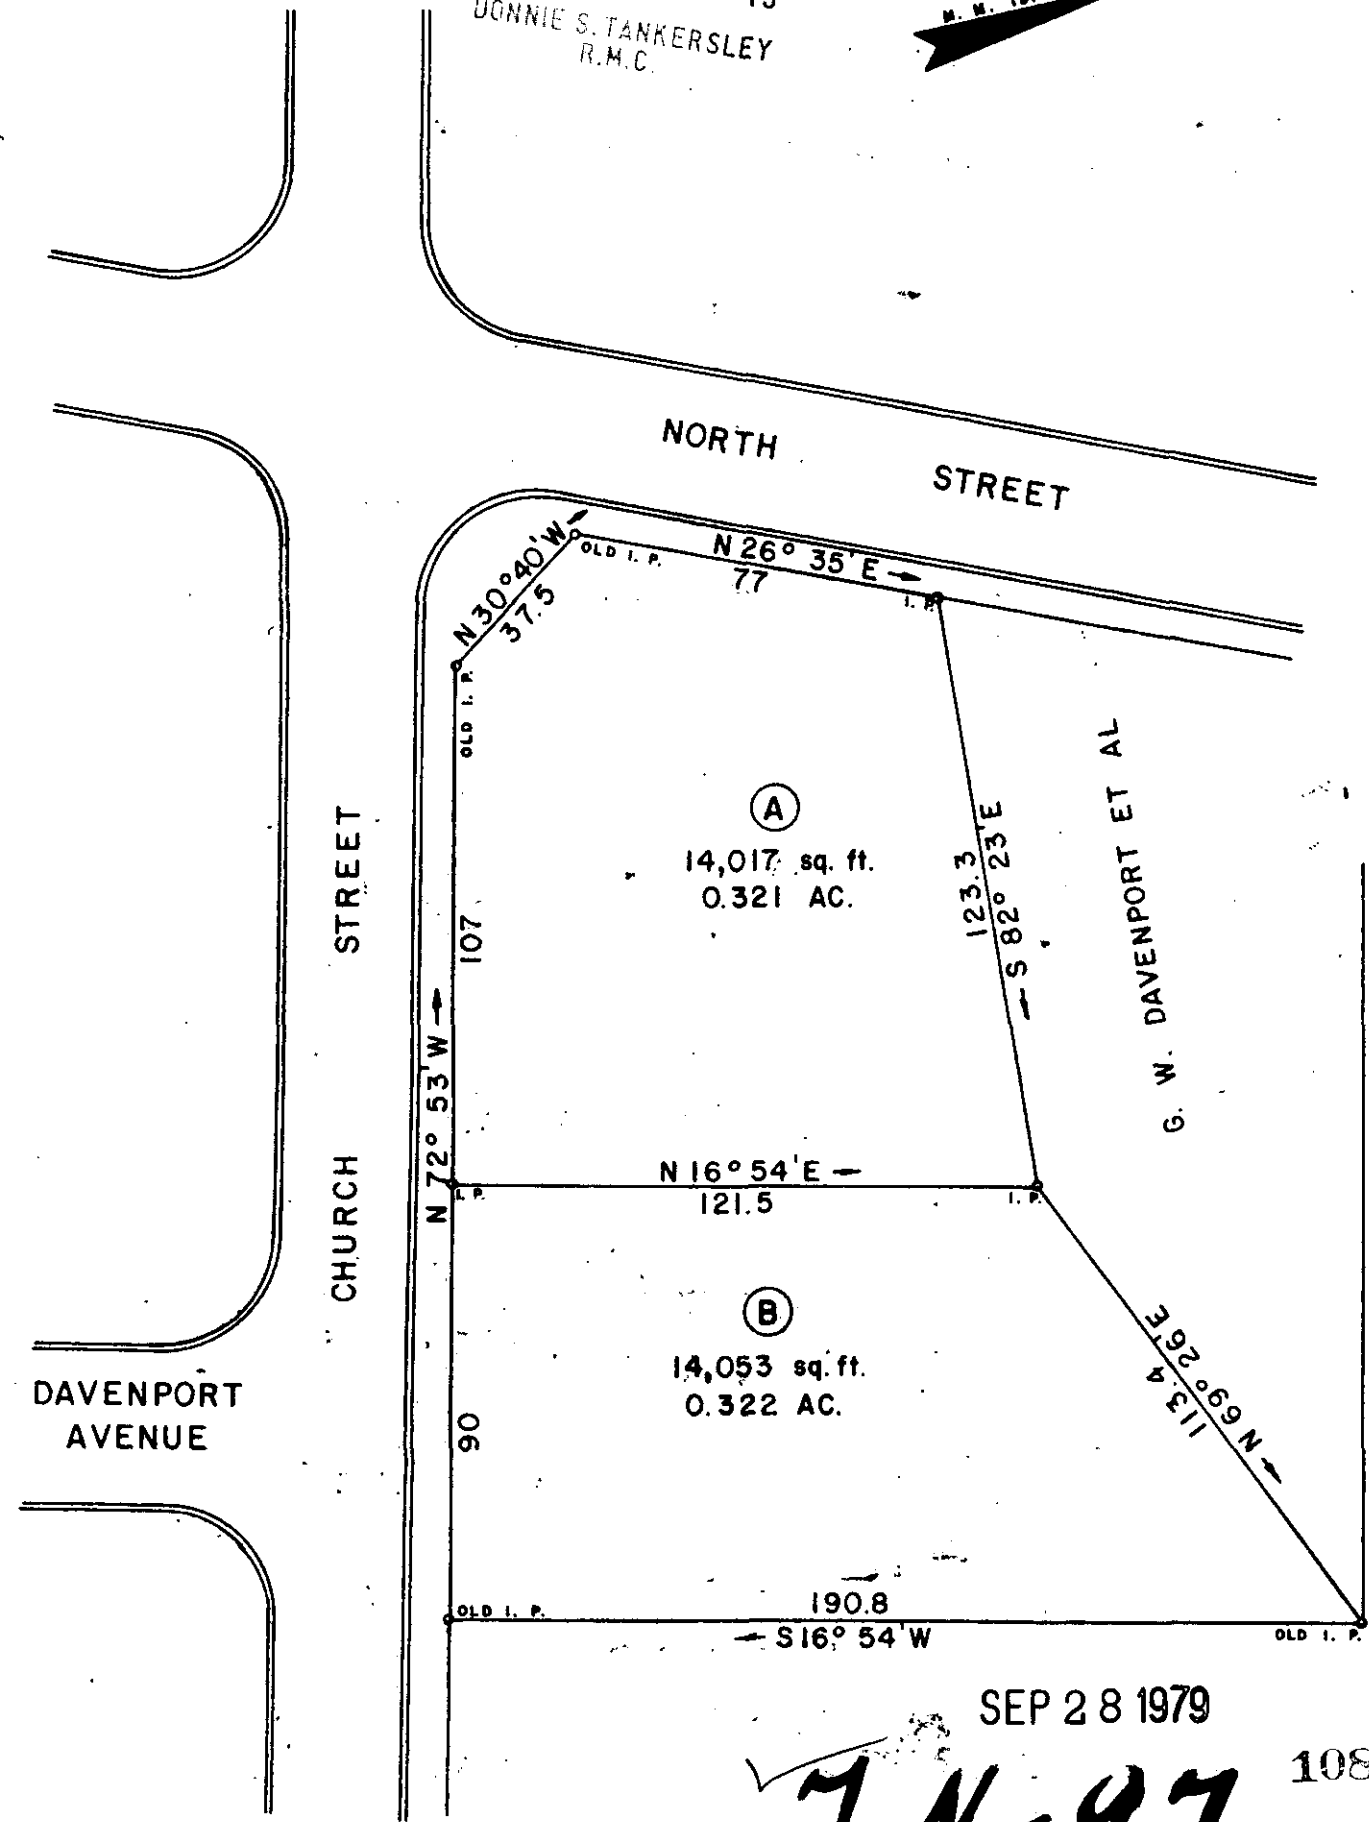 DONNIE S. TANKERSLEY
R.M.C.
NORTH STREET
N 30° 40' W
37.5
OLD I. P.
N 26° 35' E
77
I. P.
OLD I. P.
STREET
CHURCH
A
14,017 sq. ft.
0.321 AC.
123.3
S 82° 23' E
G. W. DAVENPORT ET AL
107
N 72° 53' W
N 16° 54' E
121.5
I. P.
I. P.
B
14,053 sq. ft.
0.322 AC.
N 69° 26' E
113.4
DAVENPORT
AVENUE
90
OLD I. P.
190.8
S 16° 54' W
OLD I. P.
SEP 28 1979
108